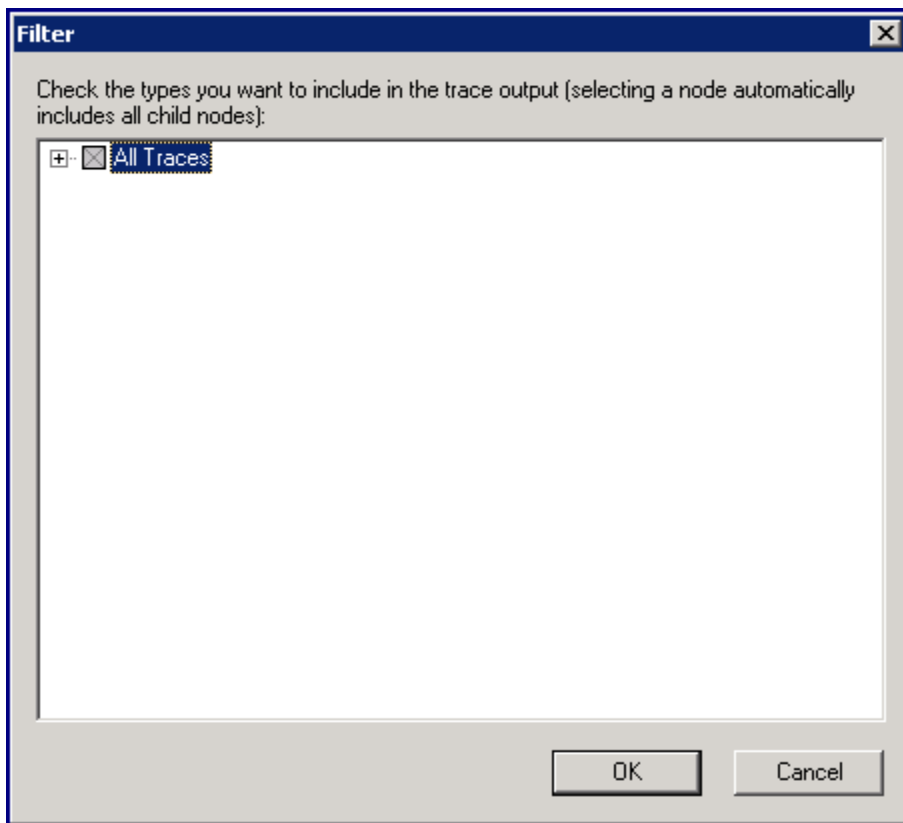 Filter
Check the types you want to include in the trace output (selecting a node automatically
includes all child nodes):
All Traces
OK
Cancel